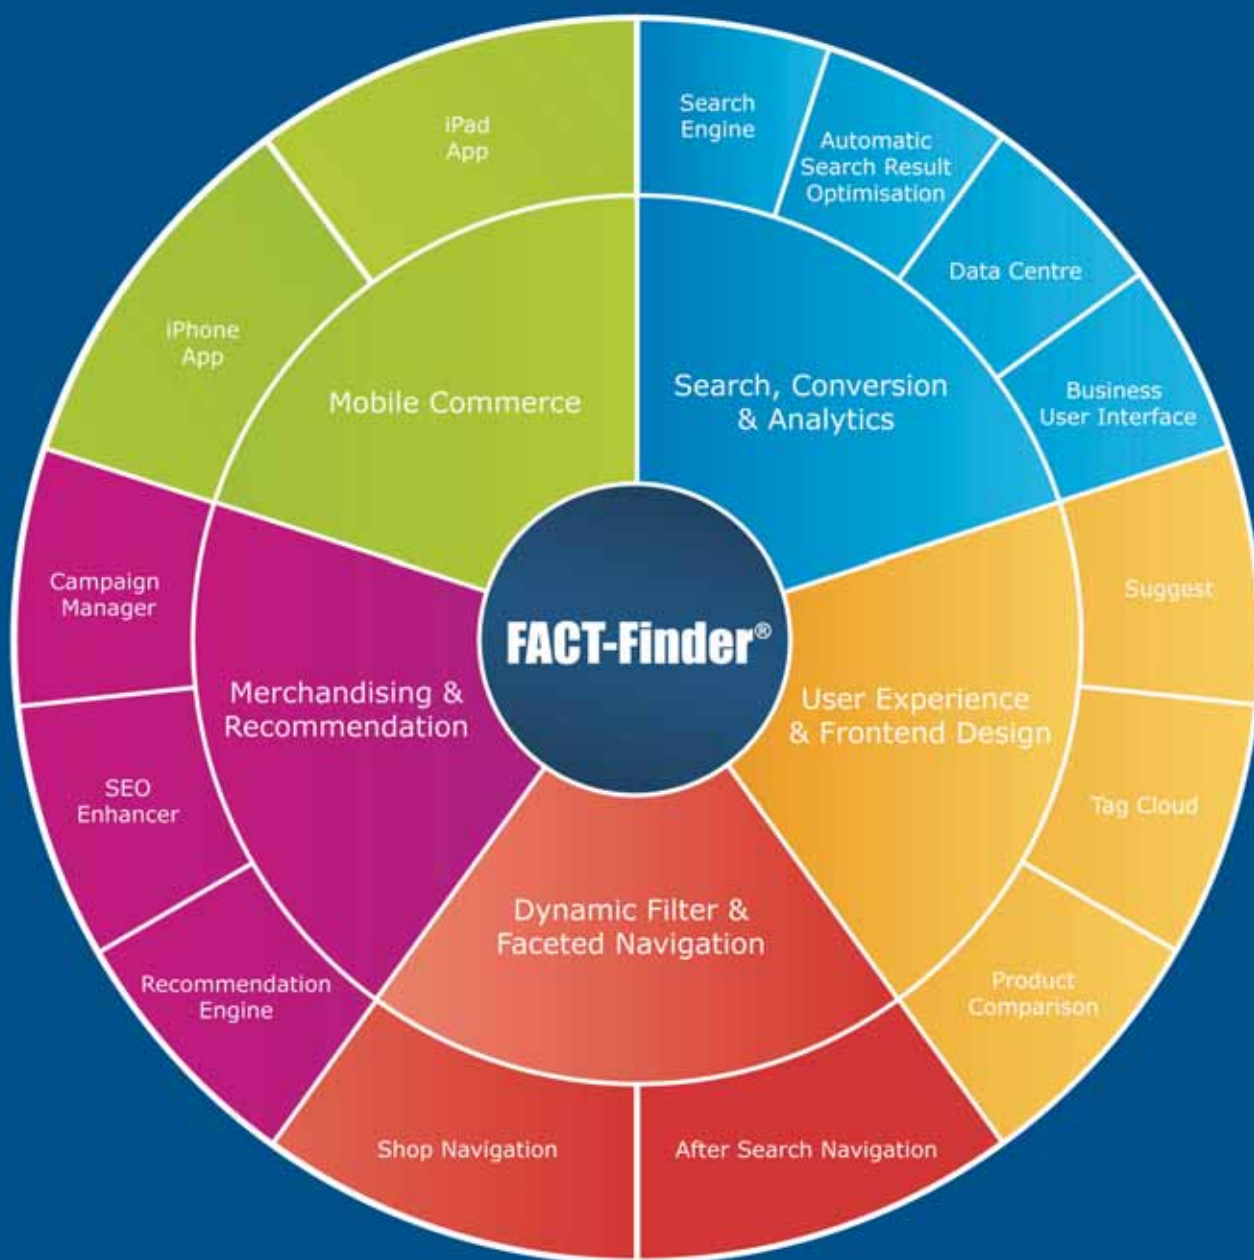 iPad
App
Search
Engine
Automatic
Search Result
Optimisation
Data Centre
iPhone
App
Business
User Interface
Mobile Commerce
Search, Conversion
& Analytics
Campaign
Manager
Suggest
FACT-Finder®
Merchandising &
Recommendation
User Experience
& Frontend Design
SEO
Enhancer
Tag Cloud
Dynamic Filter &
Faceted Navigation
Recommendation
Engine
Product
Comparison
Shop Navigation
After Search Navigation